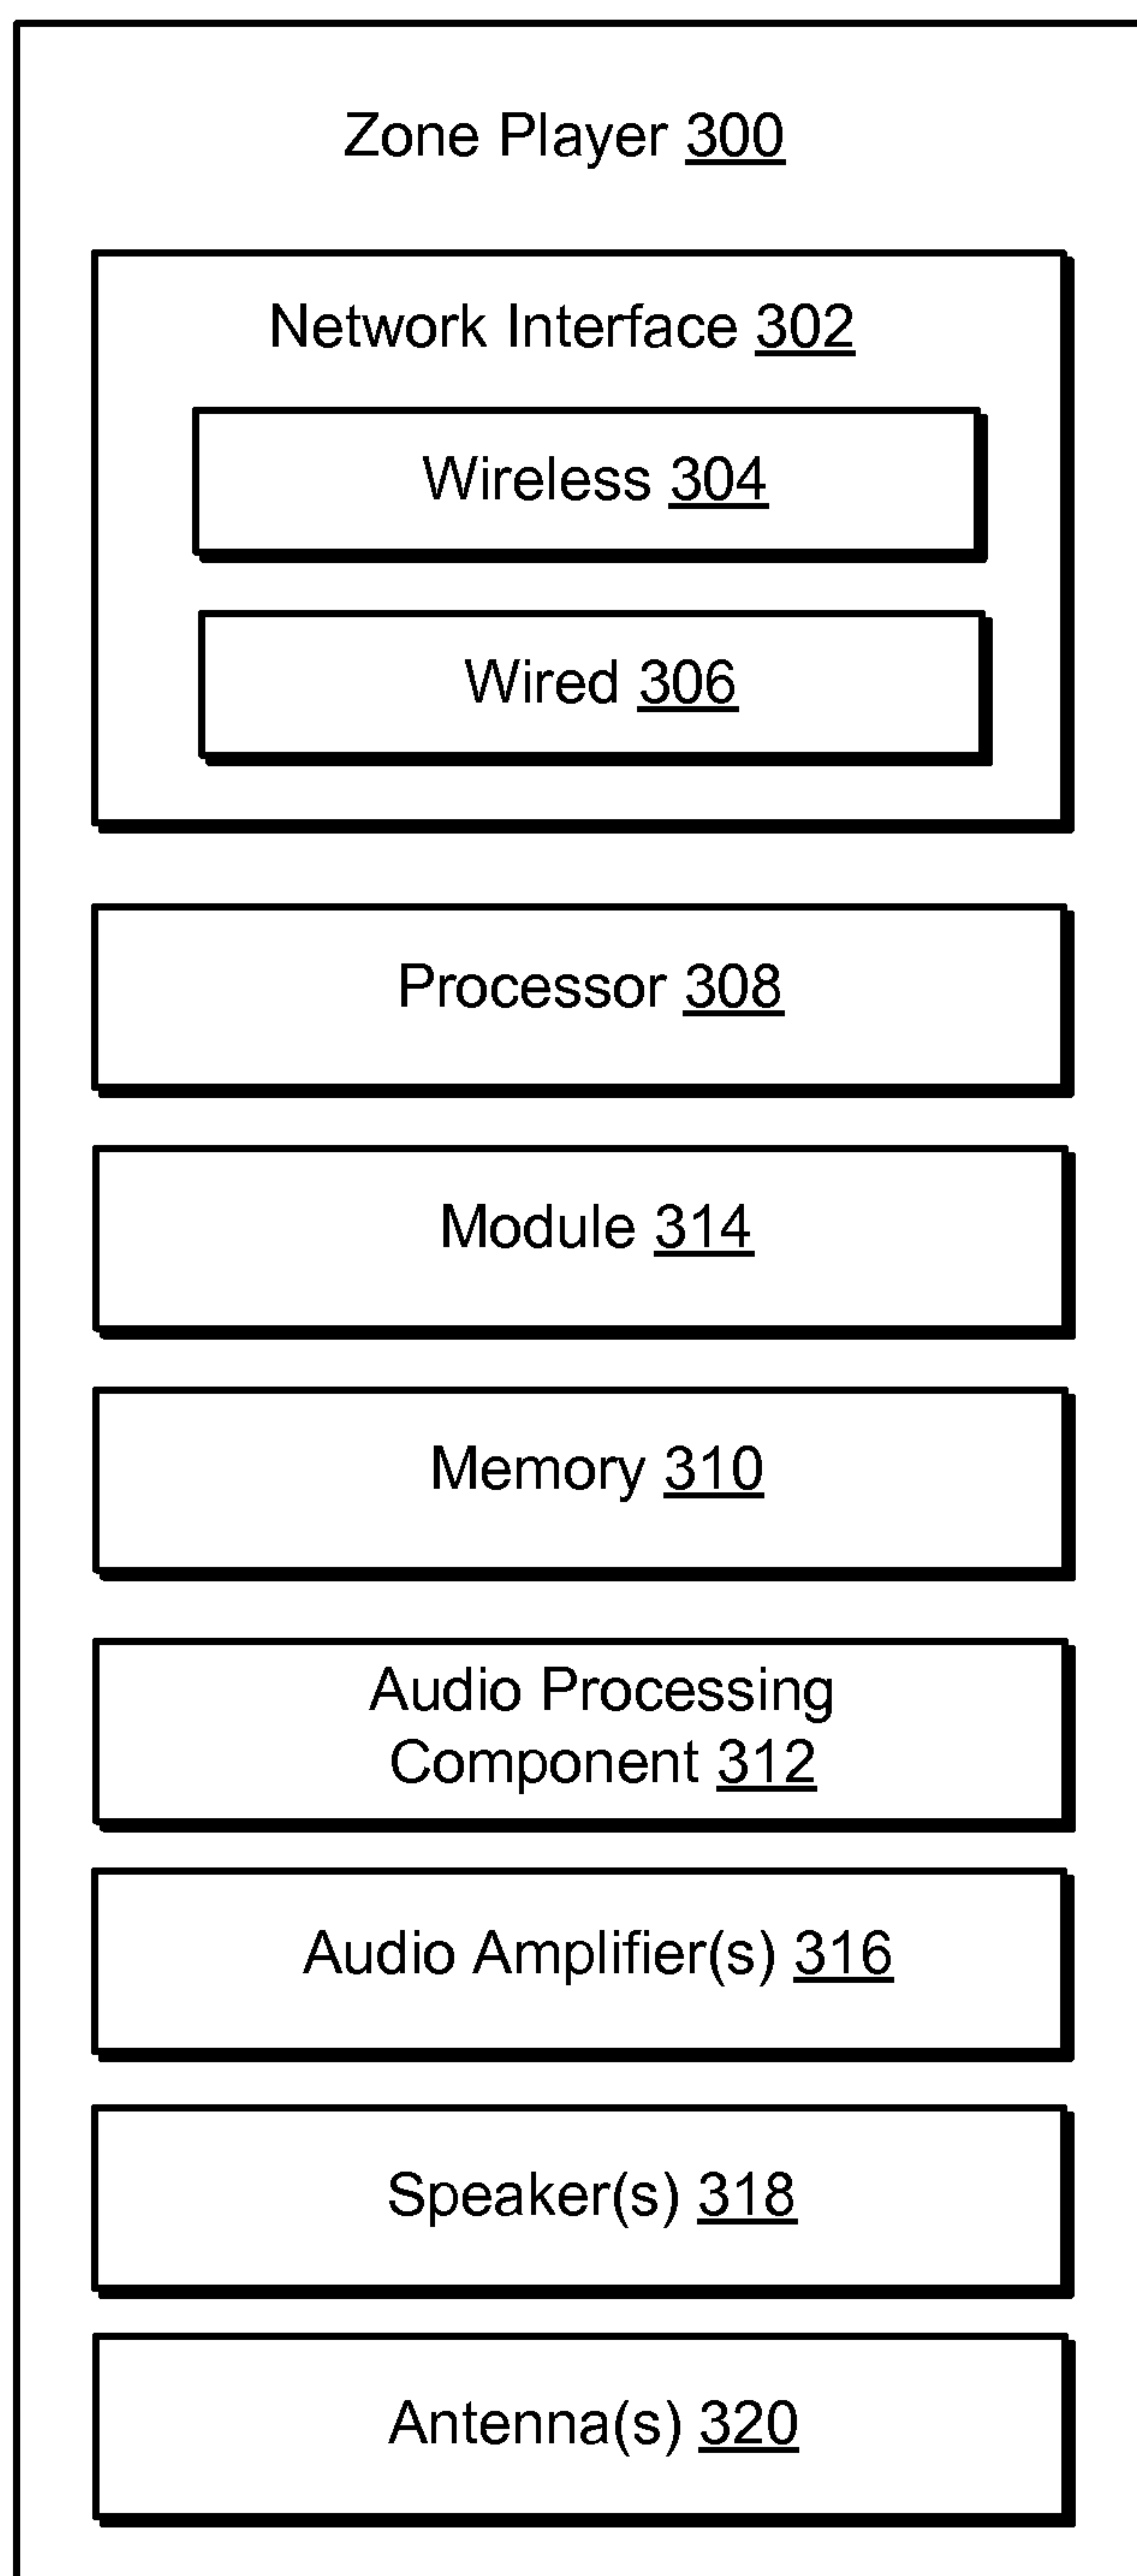 Zone Player 300
Network Interface 302
Wireless 304
Wired 306
Processor 308
Module 314
Memory 310
Audio Processing
Component 312
Audio Amplifier(s) 316
Speaker(s) 318
Antenna(s) 320